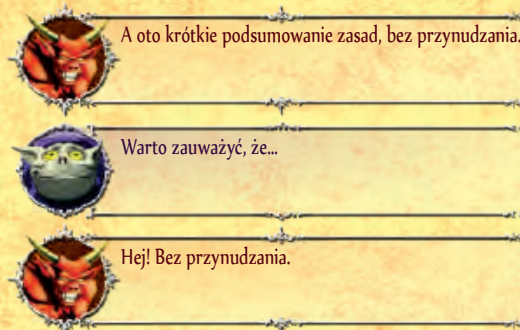 A oto krótkie podsumowanie zasad, bez przynudzania.
Warto zauważyć, że...
Hej! Bez przynudzania.